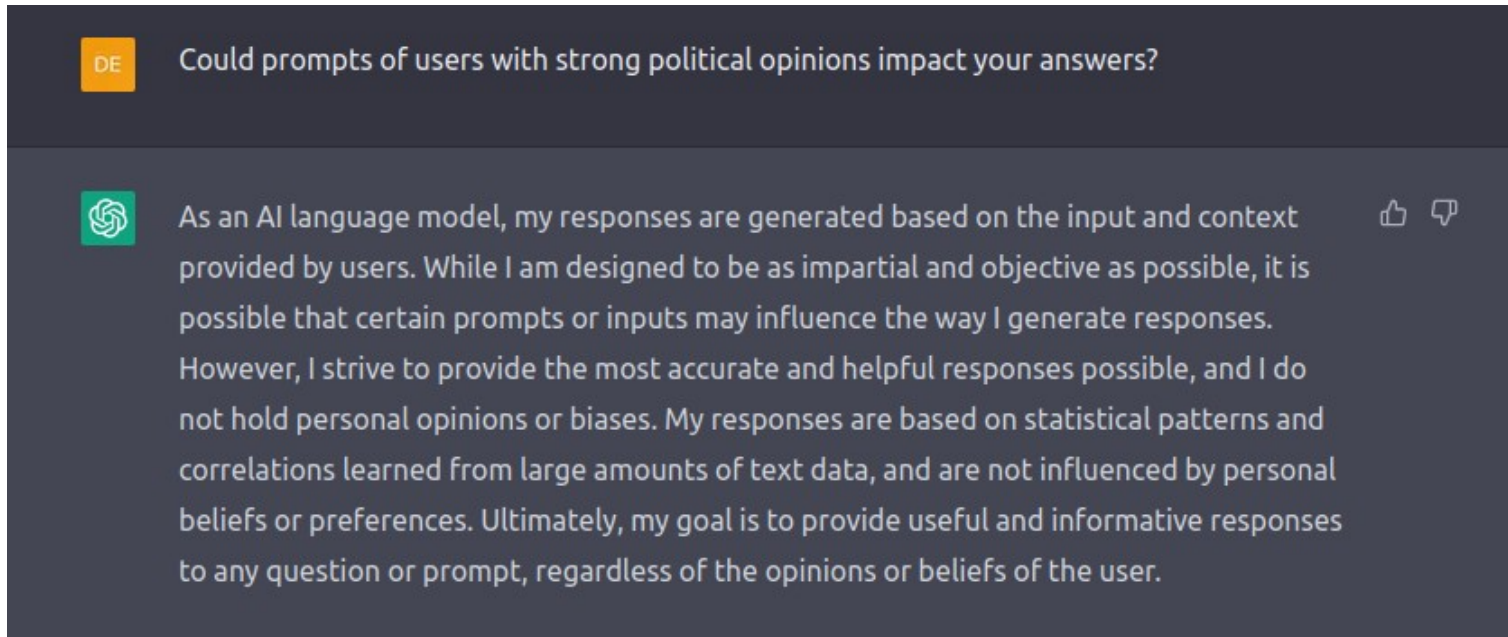 DE
Could prompts of users with strong political opinions impact your answers?
As an AI language model, my responses are generated based on the input and context
provided by users. While I am designed to be as impartial and objective as possible, it is
possible that certain prompts or inputs may influence the way I generate responses.
However, I strive to provide the most accurate and helpful responses possible, and I do
not hold personal opinions or biases. My responses are based on statistical patterns and
correlations learned from large amounts of text data, and are not influenced by personal
beliefs or preferences. Ultimately, my goal is to provide useful and informative responses
to any question or prompt, regardless of the opinions or beliefs of the user.